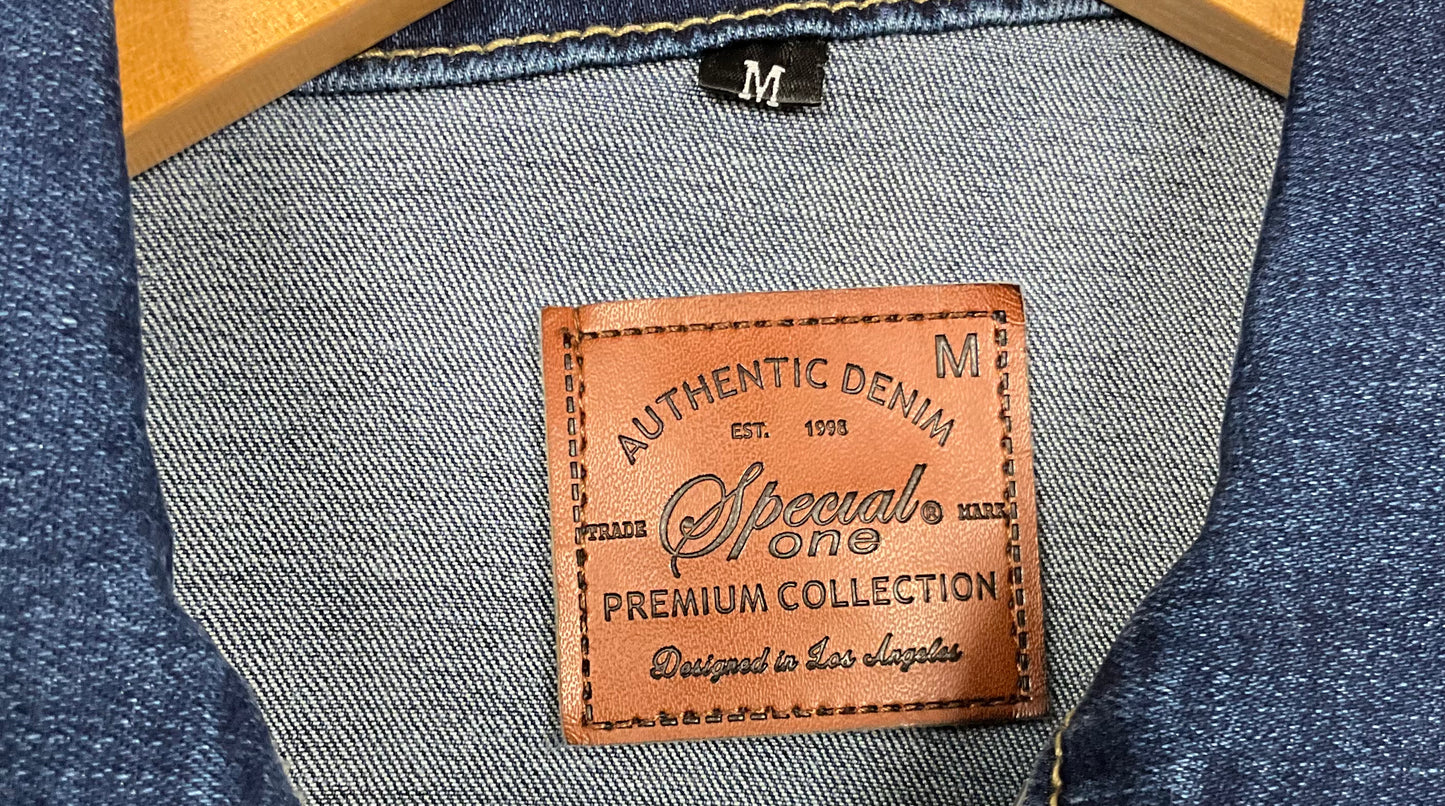 M
M
AUTHENTIC DENIM
EST. 1998
Special®
TRADE MARK
one
PREMIUM COLLECTION
Designed in Los Angeles